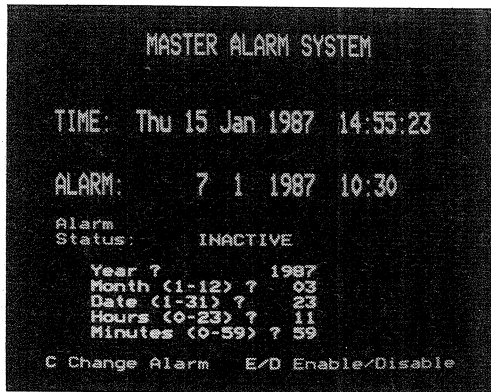 MASTER ALARM SYSTEM
TIME: Thu 15 Jan 1987 14:55:23
ALARM: 7 1 1987 10:30
Alarm
Status: INACTIVE
Year ? 1987
Month (1-12) ? 03
Date (1-31) ? 23
Hours (0-23) ? 11
Minutes (0-59) ? 59
C Change Alarm E/D Enable/Disable